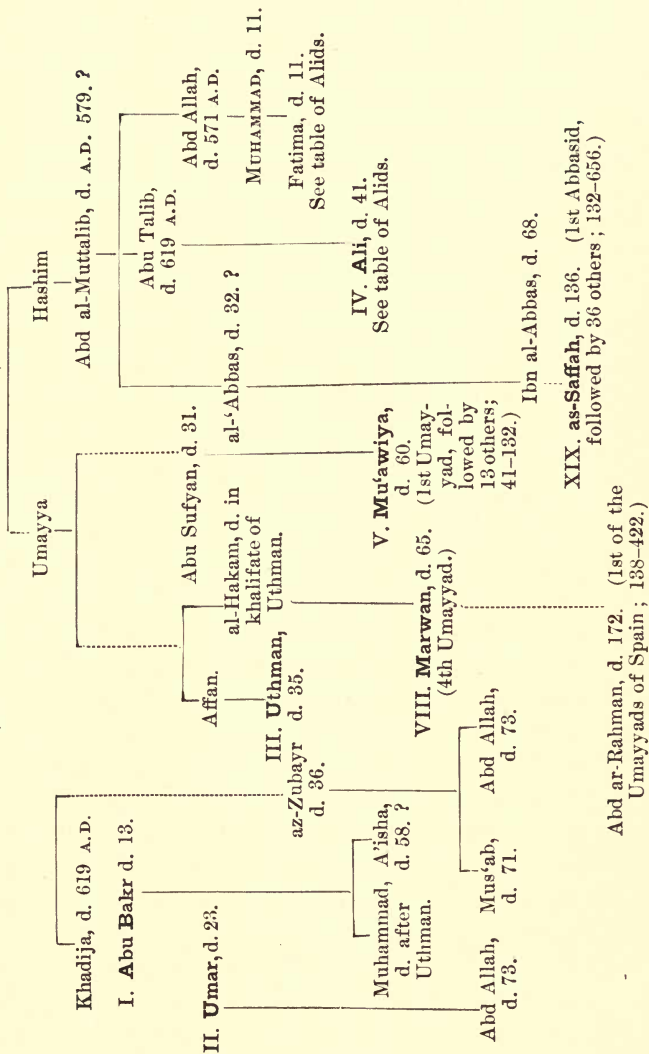 Umayya
Hashim
Khadija, d. 619 A.D.
Abd al-Muttalib, d. A.D. 579. ?
I. Abu Bakr d. 13.
II. Umar, d. 23.
Affan.
al-Hakam, d. in
khalifate of
Uthman.
Abu Sufyan, d. 31.
al-‘Abbas, d. 32. ?
Abu Talib,
d. 619 A.D.
Abd Allah,
d. 571 A.D.
MUHAMMAD, d. 11.
Fatima, d. 11.
See table of Alids.
III. Uthman,
d. 35.
az-Zubayr
d. 36.
IV. Ali, d. 41.
See table of Alids.
Muhammad,
d. after
Uthman.
A’isha,
d. 58. ?
VIII. Marwan, d. 65.
(4th Umayyad.)
V. Mu‘awiya,
d. 60.
(1st Umay-
yad, fol-
lowed by
13 others;
41–132.)
Ibn al-Abbas, d. 68.
Abd Allah,
d. 73.
Mus‘ab,
d. 71.
Abd Allah,
d. 73.
XIX. as-Saffah, d. 136. (1st Abbasid,
followed by 36 others ; 132–656.)
Abd ar-Rahman, d. 172. (1st of the
Umayyads of Spain ; 138–422.)